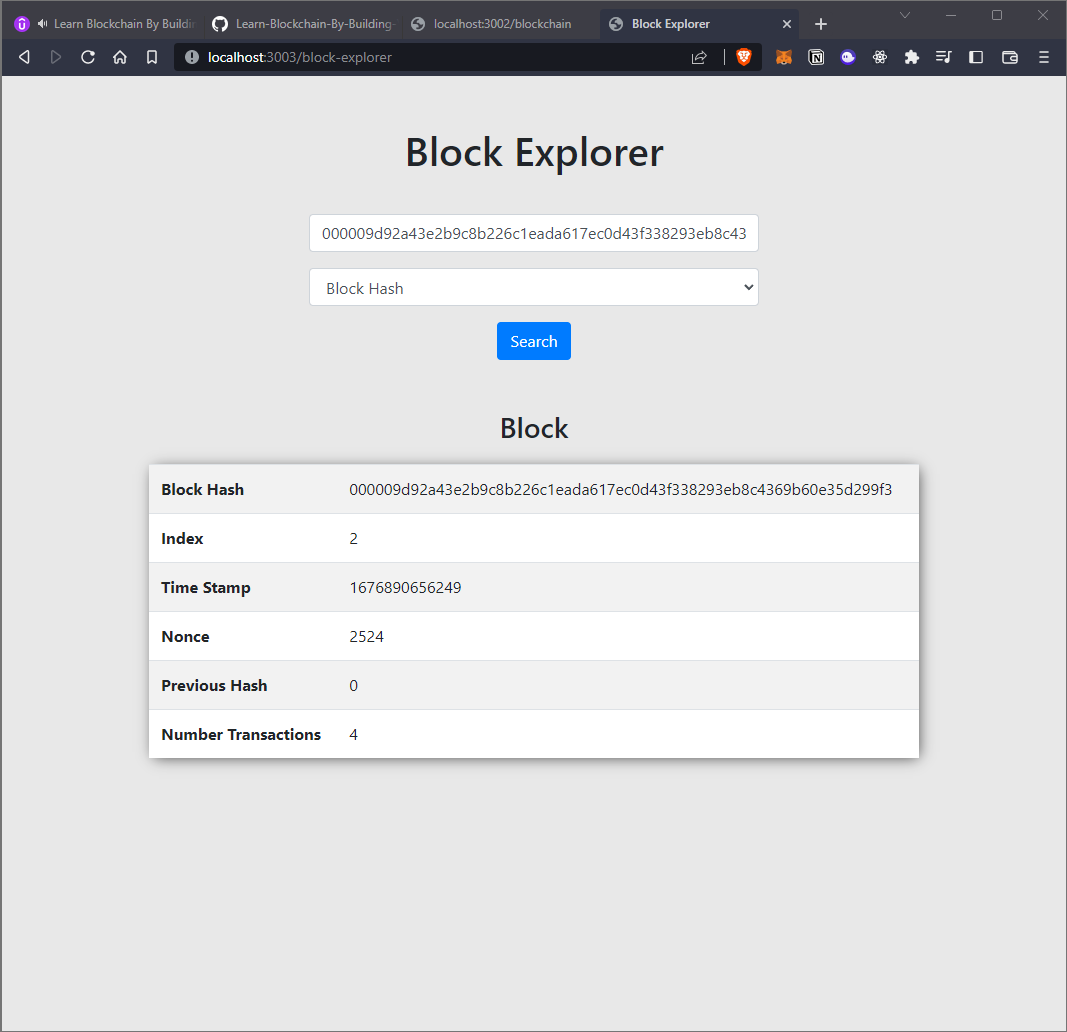 Learn Blockchain By Buildi
Learn-Blockchain-By-Building-
localhost:3002/blockchain
Block Explorer
localhost:3003/block-explorer
Block Explorer
000009d92a43e2b9c8b226c1eada617ec0d43f338293eb8c43
Block Hash
Search
Block
Block Hash 000009d92a43e2b9c8b226c1eada617ec0d43f338293eb8c4369b60e35d299f3
Index 2
Time Stamp 1676890656249
Nonce 2524
Previous Hash 0
Number Transactions 4